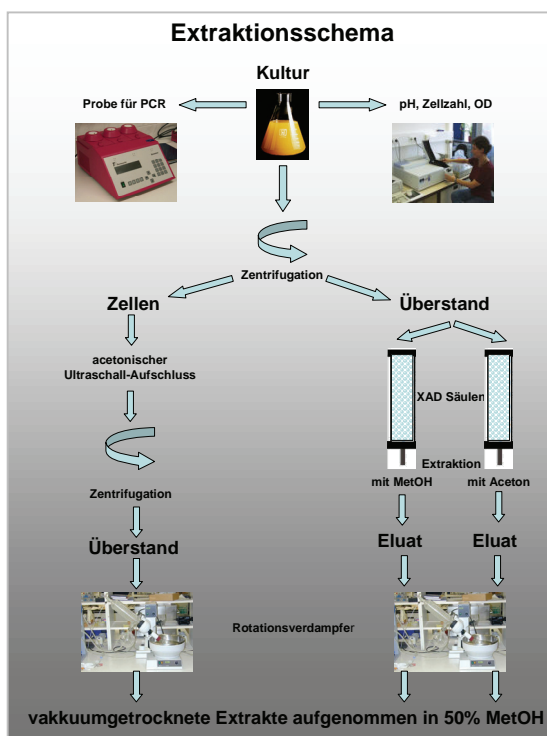 Extraktionsschema
Kultur
Probe für PCR
pH, Zellzahl, OD
Zentrifugation
Zellen
Überstand
acetonischer
Ultraschall-Aufschluss
XAD Säulen
Extraktion
mit MetOH
mit Aceton
Zentrifugation
Überstand
Eluat
Eluat
Rotationsverdampfer
vakkuumgetrocknete Extrakte aufgenommen in 50% MetOH